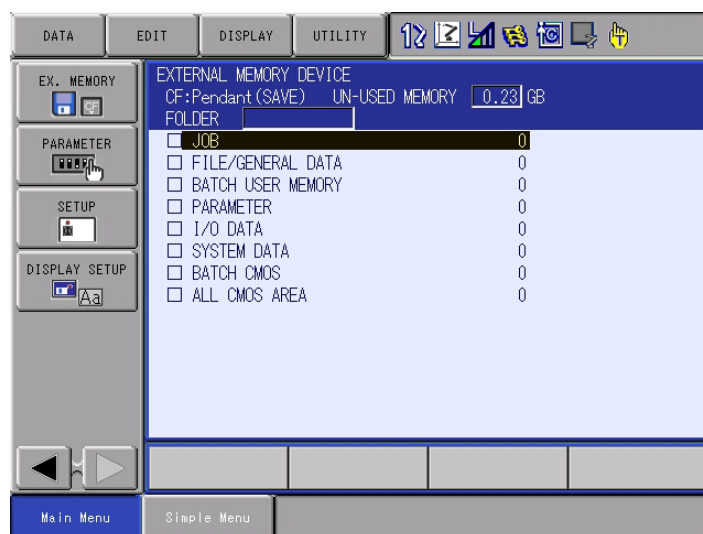 DATA EDIT DISPLAY UTILITY
EX. MEMORY
CF
PARAMETER
SETUP
DISPLAY SETUP
Aa
EXTERNAL MEMORY DEVICE
CF:Pendant(SAVE) UN-USED MEMORY 0.23 GB
FOLDER
JOB 0
FILE/GENERAL DATA 0
BATCH USER MEMORY 0
PARAMETER 0
I/O DATA 0
SYSTEM DATA 0
BATCH CMOS 0
ALL CMOS AREA 0
Main Menu Simple Menu